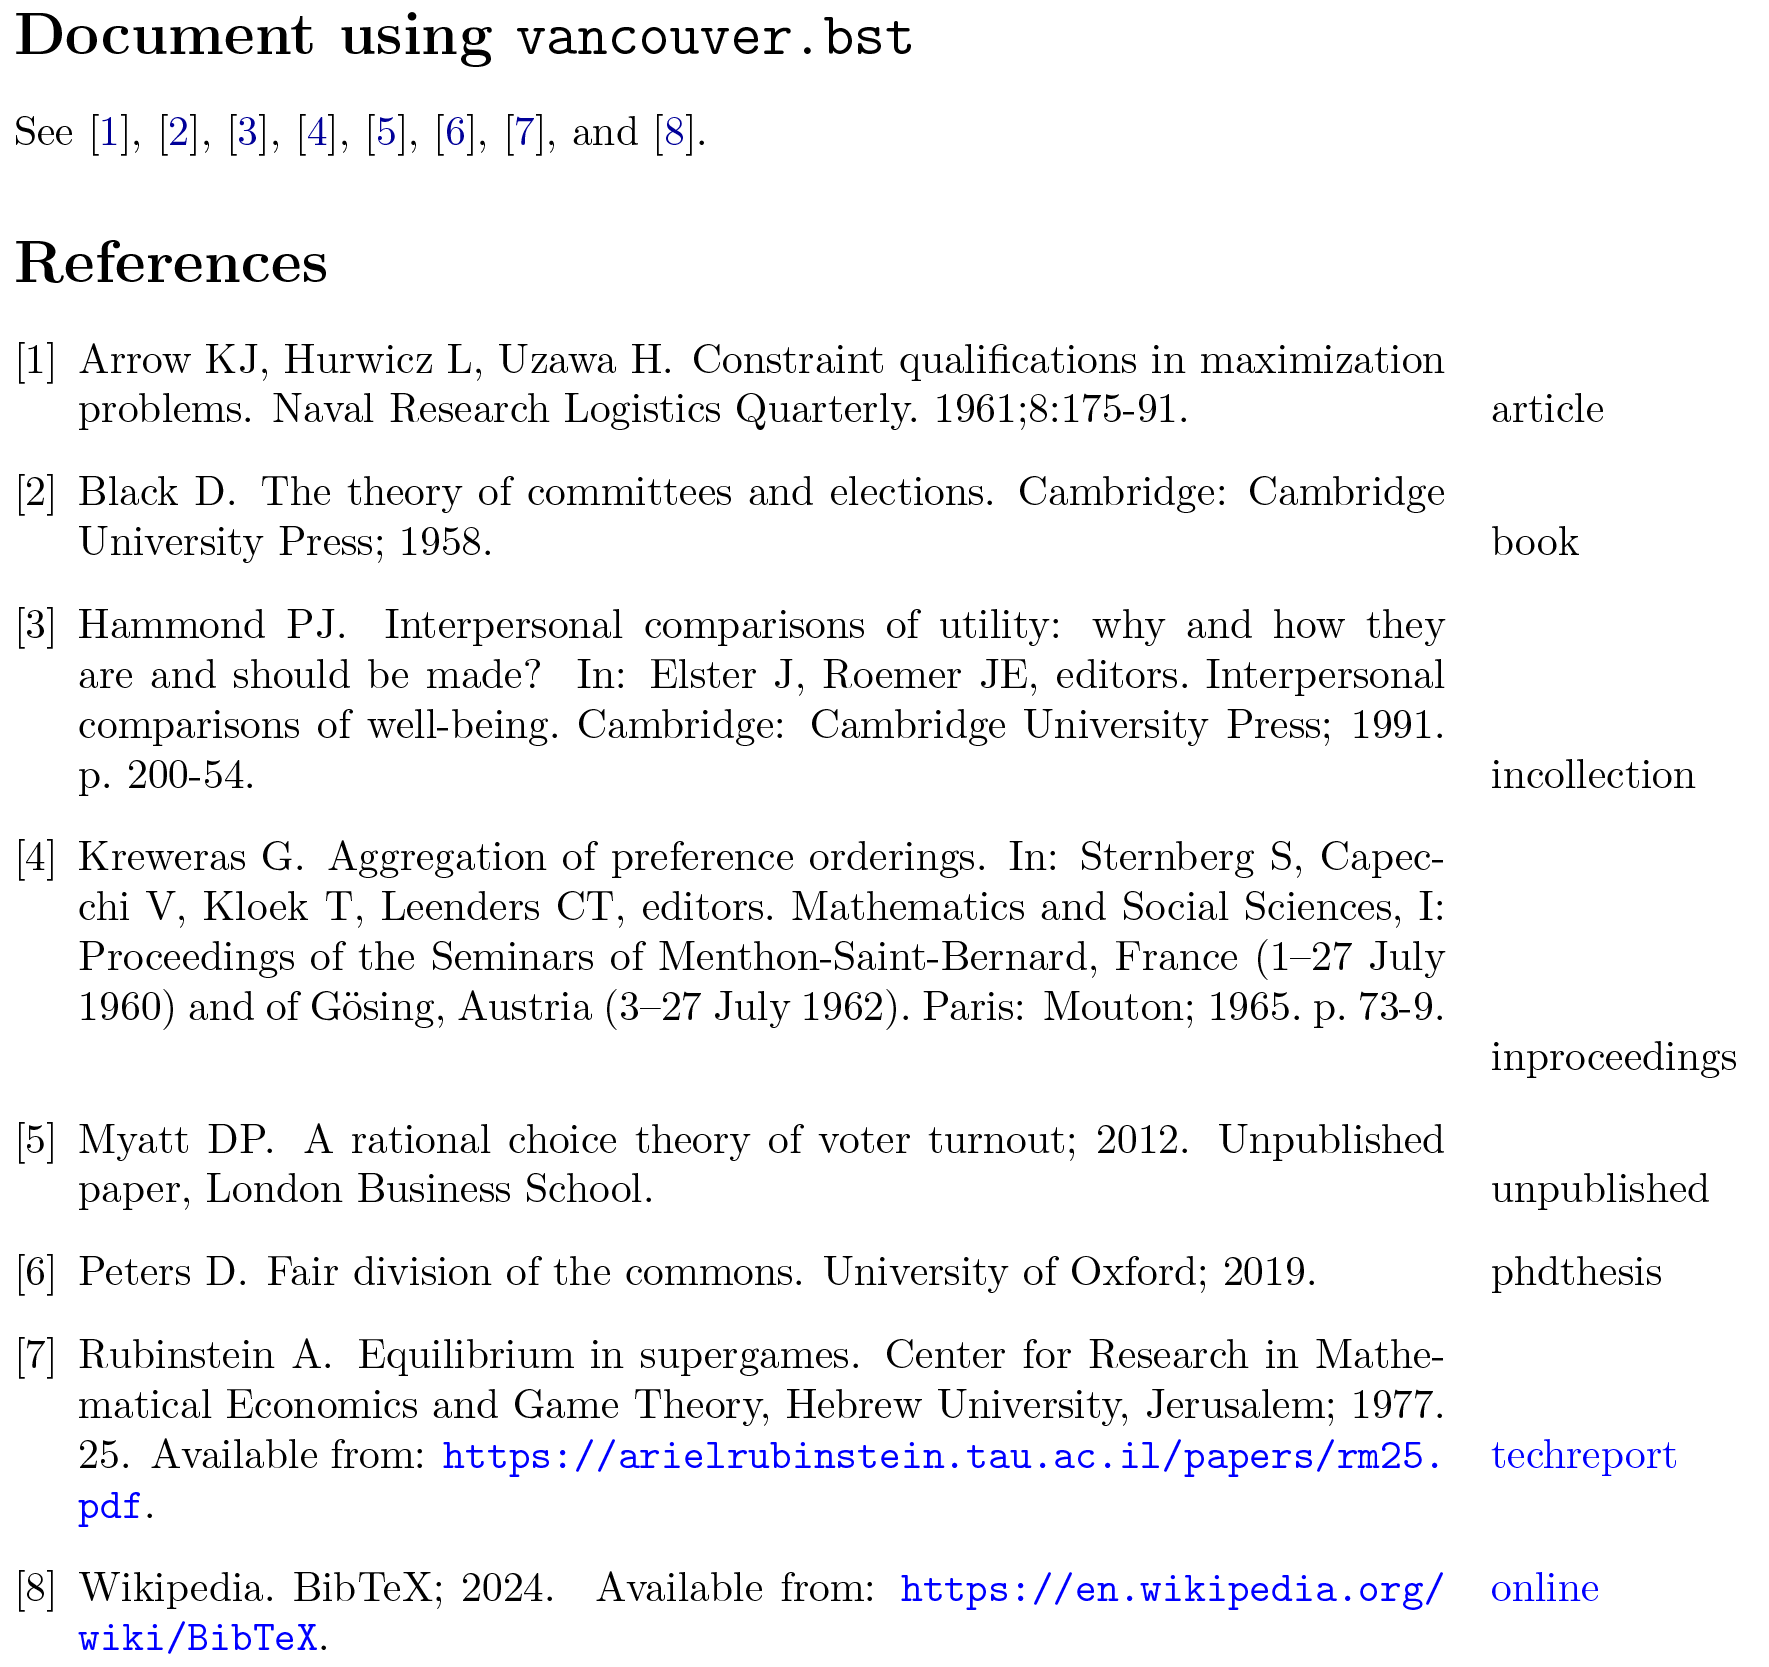 Document using vancouver.bst
See [1], [2], [3], [4], [5], [6], [7], and [8].
References
[1] Arrow KJ, Hurwicz L, Uzawa H. Constraint qualifications in maximization
problems. Naval Research Logistics Quarterly. 1961;8:175-91. article
[2] Black D. The theory of committees and elections. Cambridge: Cambridge
University Press; 1958. book
[3] Hammond PJ. Interpersonal comparisons of utility: why and how they
are and should be made? In: Elster J, Roemer JE, editors. Interpersonal
comparisons of well-being. Cambridge: Cambridge University Press; 1991.
p. 200-54. incollection
[4] Kreweras G. Aggregation of preference orderings. In: Sternberg S, Capec-
chi V, Kloek T, Leenders CT, editors. Mathematics and Social Sciences, I:
Proceedings of the Seminars of Menthon-Saint-Bernard, France (1–27 July
1960) and of Gösing, Austria (3–27 July 1962). Paris: Mouton; 1965. p. 73-9.
inproceedings
[5] Myatt DP. A rational choice theory of voter turnout; 2012. Unpublished
paper, London Business School. unpublished
[6] Peters D. Fair division of the commons. University of Oxford; 2019. phdthesis
[7] Rubinstein A. Equilibrium in supergames. Center for Research in Mathe-
matical Economics and Game Theory, Hebrew University, Jerusalem; 1977.
25. Available from: https://arielrubinstein.tau.ac.il/papers/rm25. techreport
pdf.
[8] Wikipedia. BibTeX; 2024. Available from: https://en.wikipedia.org/ online
wiki/BibTeX.